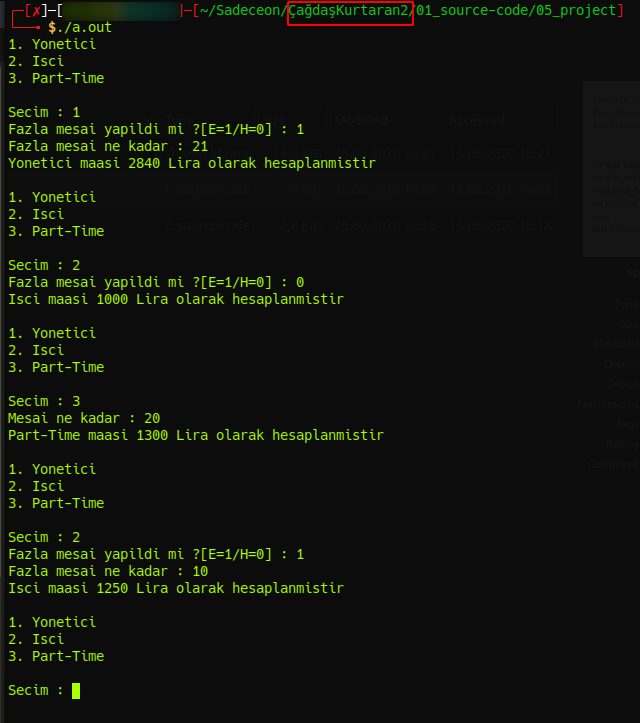 ┌─[✗]─[ ]─[~/Sadeceon/ÇağdaşKurtaran2/01_source-code/05_project]
└──╼ $./a.out
1. Yonetici
2. Isci
3. Part-Time
Secim : 1
Fazla mesai yapildi mi ?[E=1/H=0] : 1
Fazla mesai ne kadar : 21
Yonetici maasi 2840 Lira olarak hesaplanmistir
1. Yonetici
2. Isci
3. Part-Time
Secim : 2
Fazla mesai yapildi mi ?[E=1/H=0] : 0
Isci maasi 1000 Lira olarak hesaplanmistir
1. Yonetici
2. Isci
3. Part-Time
Secim : 3
Mesai ne kadar : 20
Part-Time maasi 1300 Lira olarak hesaplanmistir
1. Yonetici
2. Isci
3. Part-Time
Secim : 2
Fazla mesai yapildi mi ?[E=1/H=0] : 1
Fazla mesai ne kadar : 10
Isci maasi 1250 Lira olarak hesaplanmistir
1. Yonetici
2. Isci
3. Part-Time
Secim :